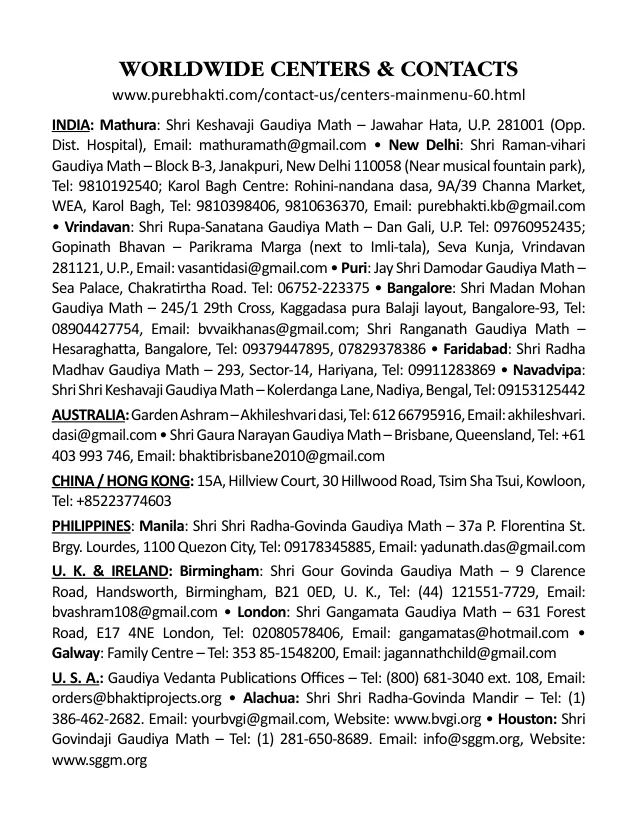 WORLDWIDE CENTERS & CONTACTS
www.purebhakti.com/contact-us/centers-mainmenu-60.html
INDIA: Mathura: Shri Keshavaji Gaudiya Math – Jawahar Hata, U.P. 281001 (Opp.
Dist. Hospital), Email: mathuramath@gmail.com • New Delhi: Shri Raman-vihari
Gaudiya Math – Block B-3, Janakpuri, New Delhi 110058 (Near musical fountain park),
Tel: 9810192540; Karol Bagh Centre: Rohini-nandana dasa, 9A/39 Channa Market,
WEA, Karol Bagh, Tel: 9810398406, 9810636370, Email: purebhakti.kb@gmail.com
• Vrindavan: Shri Rupa-Sanatana Gaudiya Math – Dan Gali, U.P. Tel: 09760952435;
Gopinath Bhavan – Parikrama Marga (next to Imli-tala), Seva Kunja, Vrindavan
281121, U.P., Email: vasantidasi@gmail.com • Puri: Jay Shri Damodar Gaudiya Math –
Sea Palace, Chakratirtha Road. Tel: 06752-223375 • Bangalore: Shri Madan Mohan
Gaudiya Math – 245/1 29th Cross, Kaggadasa pura Balaji layout, Bangalore-93, Tel:
08904427754, Email: bvvaikhanas@gmail.com; Shri Ranganath Gaudiya Math –
Hesaraghatta, Bangalore, Tel: 09379447895, 07829378386 • Faridabad: Shri Radha
Madhav Gaudiya Math – 293, Sector-14, Hariyana, Tel: 09911283869 • Navadvipa:
Shri Shri Keshavaji Gaudiya Math – Kolerdanga Lane, Nadiya, Bengal, Tel: 09153125442
AUSTRALIA: Garden Ashram – Akhileshvari dasi, Tel: 612 66795916, Email: akhileshvari.
dasi@gmail.com • Shri Gaura Narayan Gaudiya Math – Brisbane, Queensland, Tel: +61
403 993 746, Email: bhaktibrisbane2010@gmail.com
CHINA / HONG KONG: 15A, Hillview Court, 30 Hillwood Road, Tsim Sha Tsui, Kowloon,
Tel: +85223774603
PHILIPPINES: Manila: Shri Shri Radha-Govinda Gaudiya Math – 37a P. Florentina St.
Brgy. Lourdes, 1100 Quezon City, Tel: 09178345885, Email: yadunath.das@gmail.com
U. K. & IRELAND: Birmingham: Shri Gour Govinda Gaudiya Math – 9 Clarence
Road, Handsworth, Birmingham, B21 0ED, U. K., Tel: (44) 121551-7729, Email:
bvashram108@gmail.com • London: Shri Gangamata Gaudiya Math – 631 Forest
Road, E17 4NE London, Tel: 02080578406, Email: gangamatas@hotmail.com •
Galway: Family Centre – Tel: 353 85-1548200, Email: jagannathchild@gmail.com
U. S. A.: Gaudiya Vedanta Publications Offices – Tel: (800) 681-3040 ext. 108, Email:
orders@bhaktiprojects.org • Alachua: Shri Shri Radha-Govinda Mandir – Tel: (1)
386-462-2682. Email: yourbvgi@gmail.com, Website: www.bvgi.org • Houston: Shri
Govindaji Gaudiya Math – Tel: (1) 281-650-8689. Email: info@sggm.org, Website:
www.sggm.org